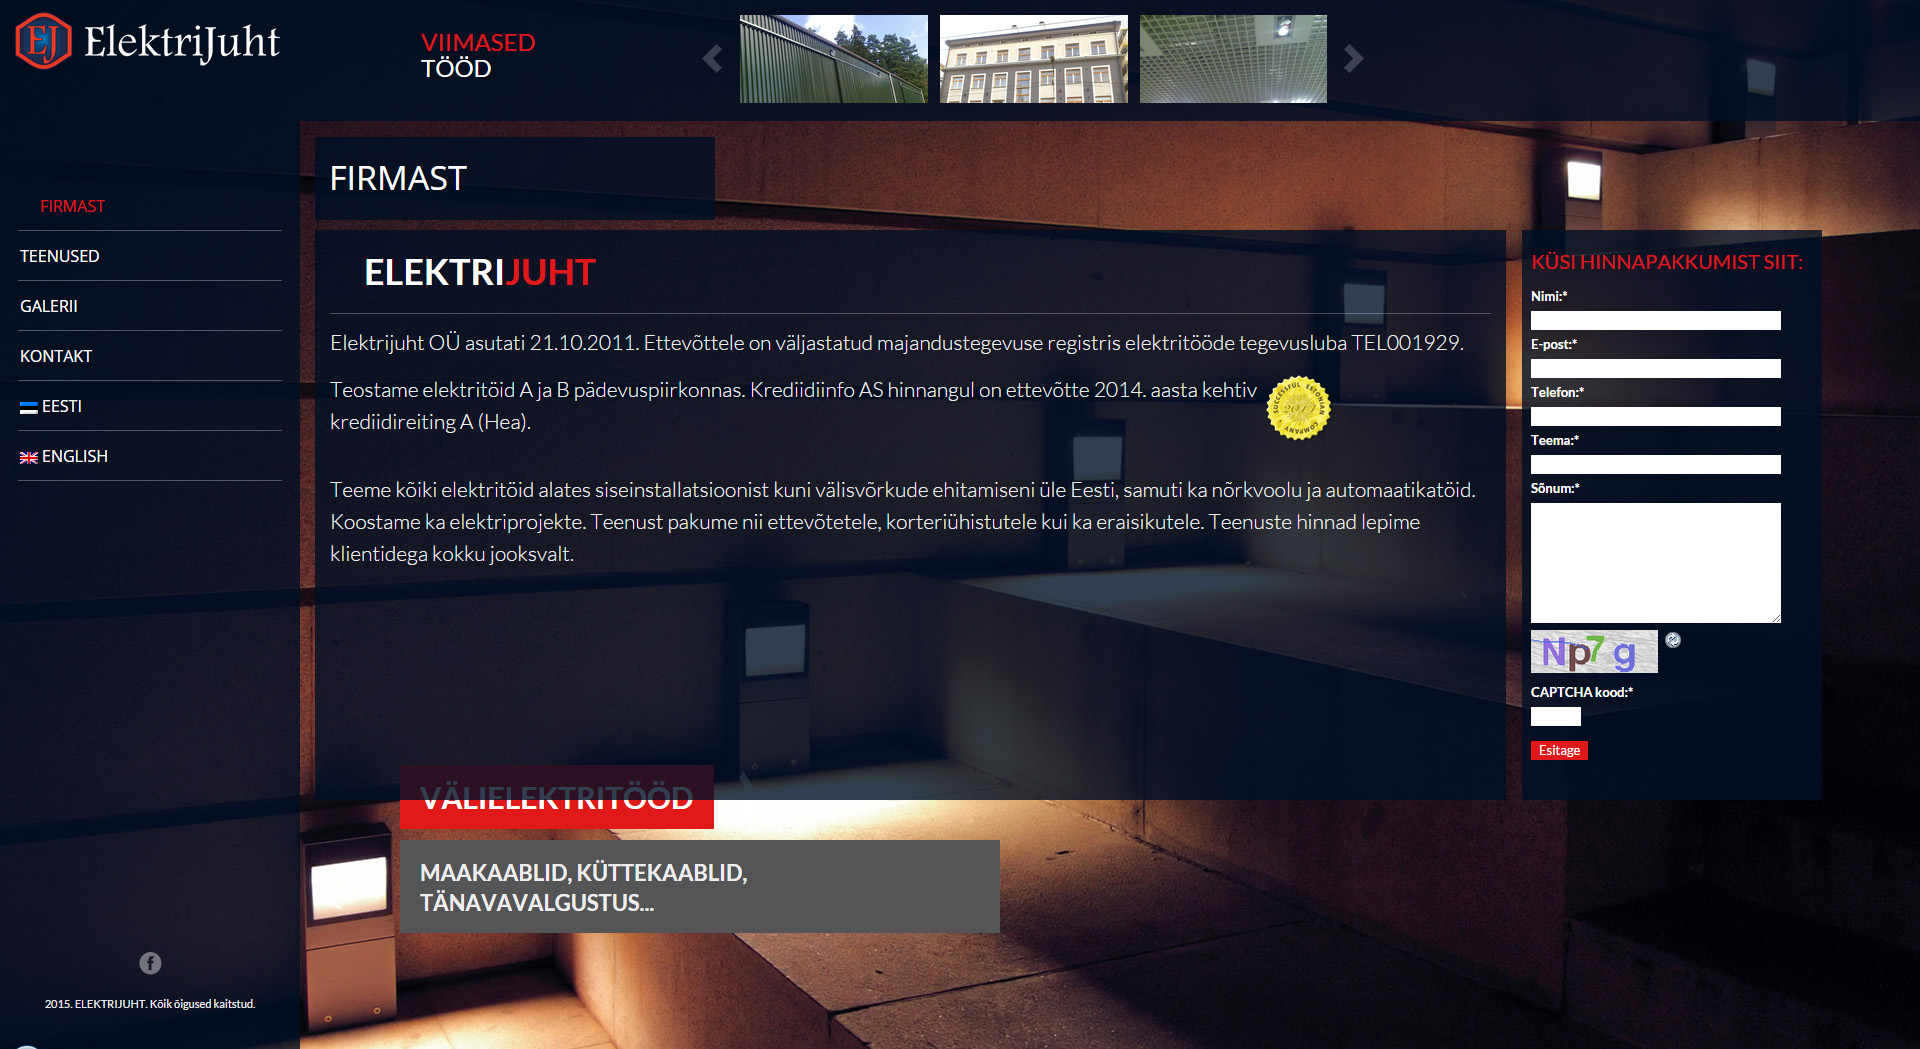 EJ ElektriJuht
VIIMASED
TÖÖD
FIRMAST
TEENUSED
GALERII
KONTAKT
EESTI
ENGLISH
FIRMAST
ELEKTRIJUHT
Elektrijuht OÜ asutati 21.10.2011. Ettevõttele on väljastatud majandustegevuse registris elektritööde tegevusluba TEL001929.
Teostame elektritöid A ja B pädevuspiirkonnas. Krediidiinfo AS hinnangul on ettevõtte 2014. aasta kehtiv
krediidireiting A (Hea).
SUCCESSFUL ESTONIAN
2014
COMPANY
Teeme kõiki elektritöid alates siseinstallatsioonist kuni välisvõrkude ehitamiseni üle Eesti, samuti ka nõrkvoolu ja automaatikatöid.
Koostame ka elektriprojekte. Teenust pakume nii ettevõtetele, korteriühistutele kui ka eraisikutele. Teenuste hinnad lepime
klientidega kokku jooksvalt.
VÄLIELEKTRITÖÖD
MAAKAABLID, KÜTTEKAABLID,
TÄNAVAVALGUSTUS...
KÜSI HINNAPAKKUMIST SIIT:
Nimi:*
E-post:*
Telefon:*
Teema:*
Sõnum:*
Np7g
CAPTCHA kood:*
Esitage
f
2015. ELEKTRIJUHT. Kõik õigused kaitstud.